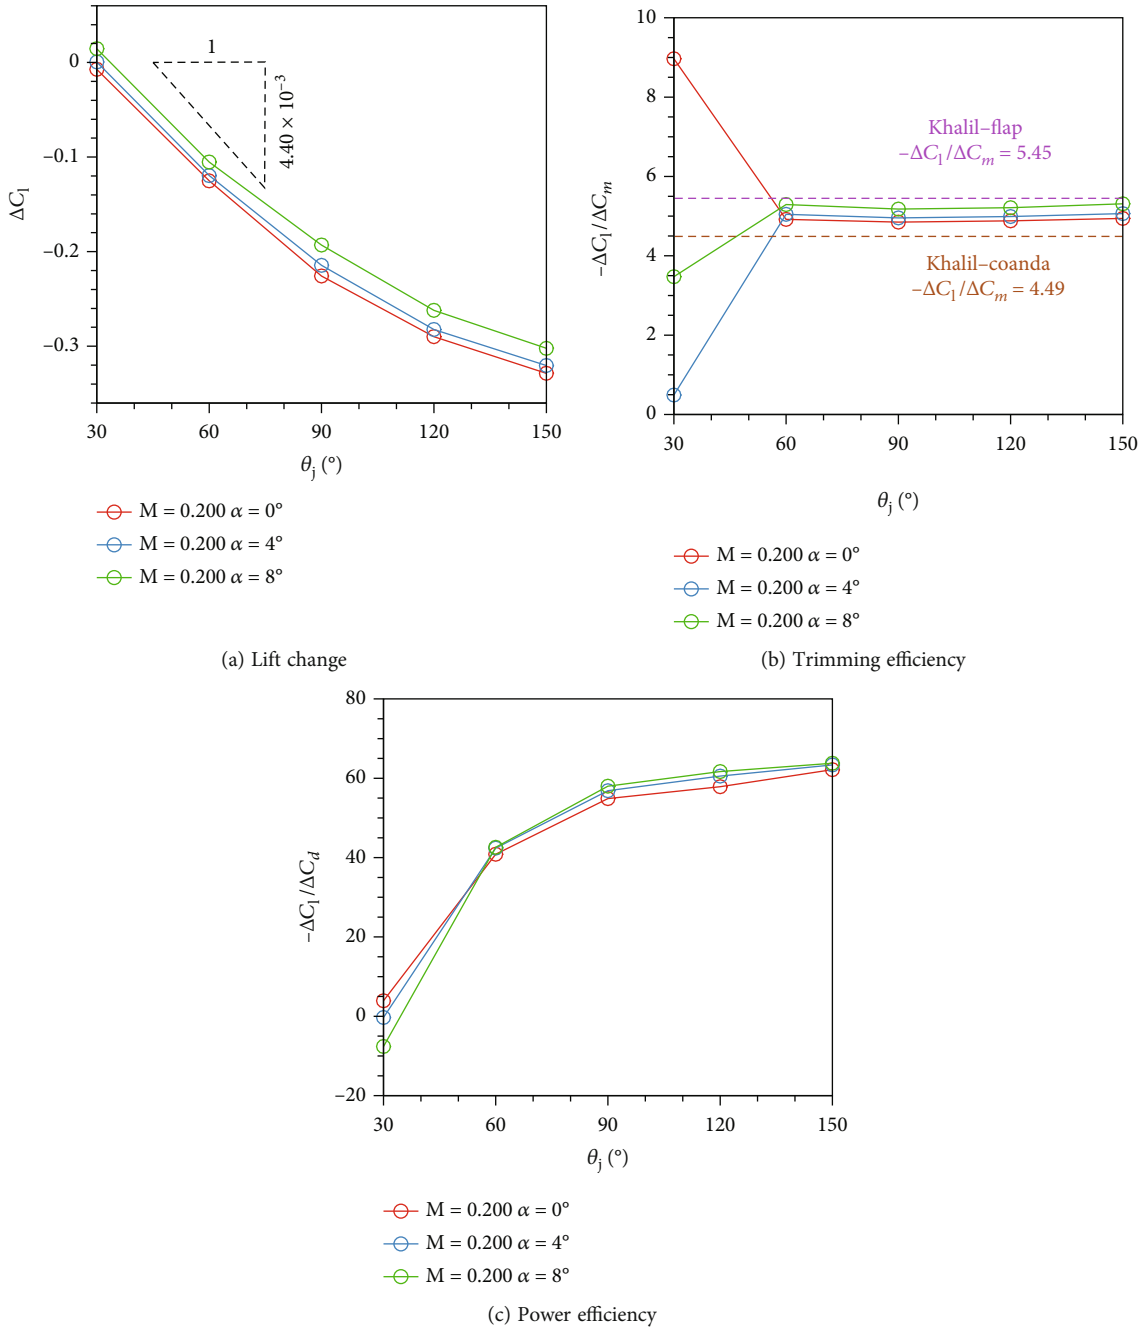 0
−0.1
−0.2
−0.3
ΔC_l
1
4.40 × 10^−3
30 60 90 120 150
θ_j (°)
M = 0.200 α = 0°
M = 0.200 α = 4°
M = 0.200 α = 8°
(a) Lift change
10
8
6
4
2
0
−ΔC_l/ΔC_m
Khalil–flap
−ΔC_l/ΔC_m = 5.45
Khalil–coanda
−ΔC_l/ΔC_m = 4.49
30 60 90 120 150
θ_j (°)
M = 0.200 α = 0°
M = 0.200 α = 4°
M = 0.200 α = 8°
(b) Trimming efficiency
80
60
40
20
0
−20
−ΔC_l/ΔC_d
30 60 90 120 150
θ_j (°)
M = 0.200 α = 0°
M = 0.200 α = 4°
M = 0.200 α = 8°
(c) Power efficiency